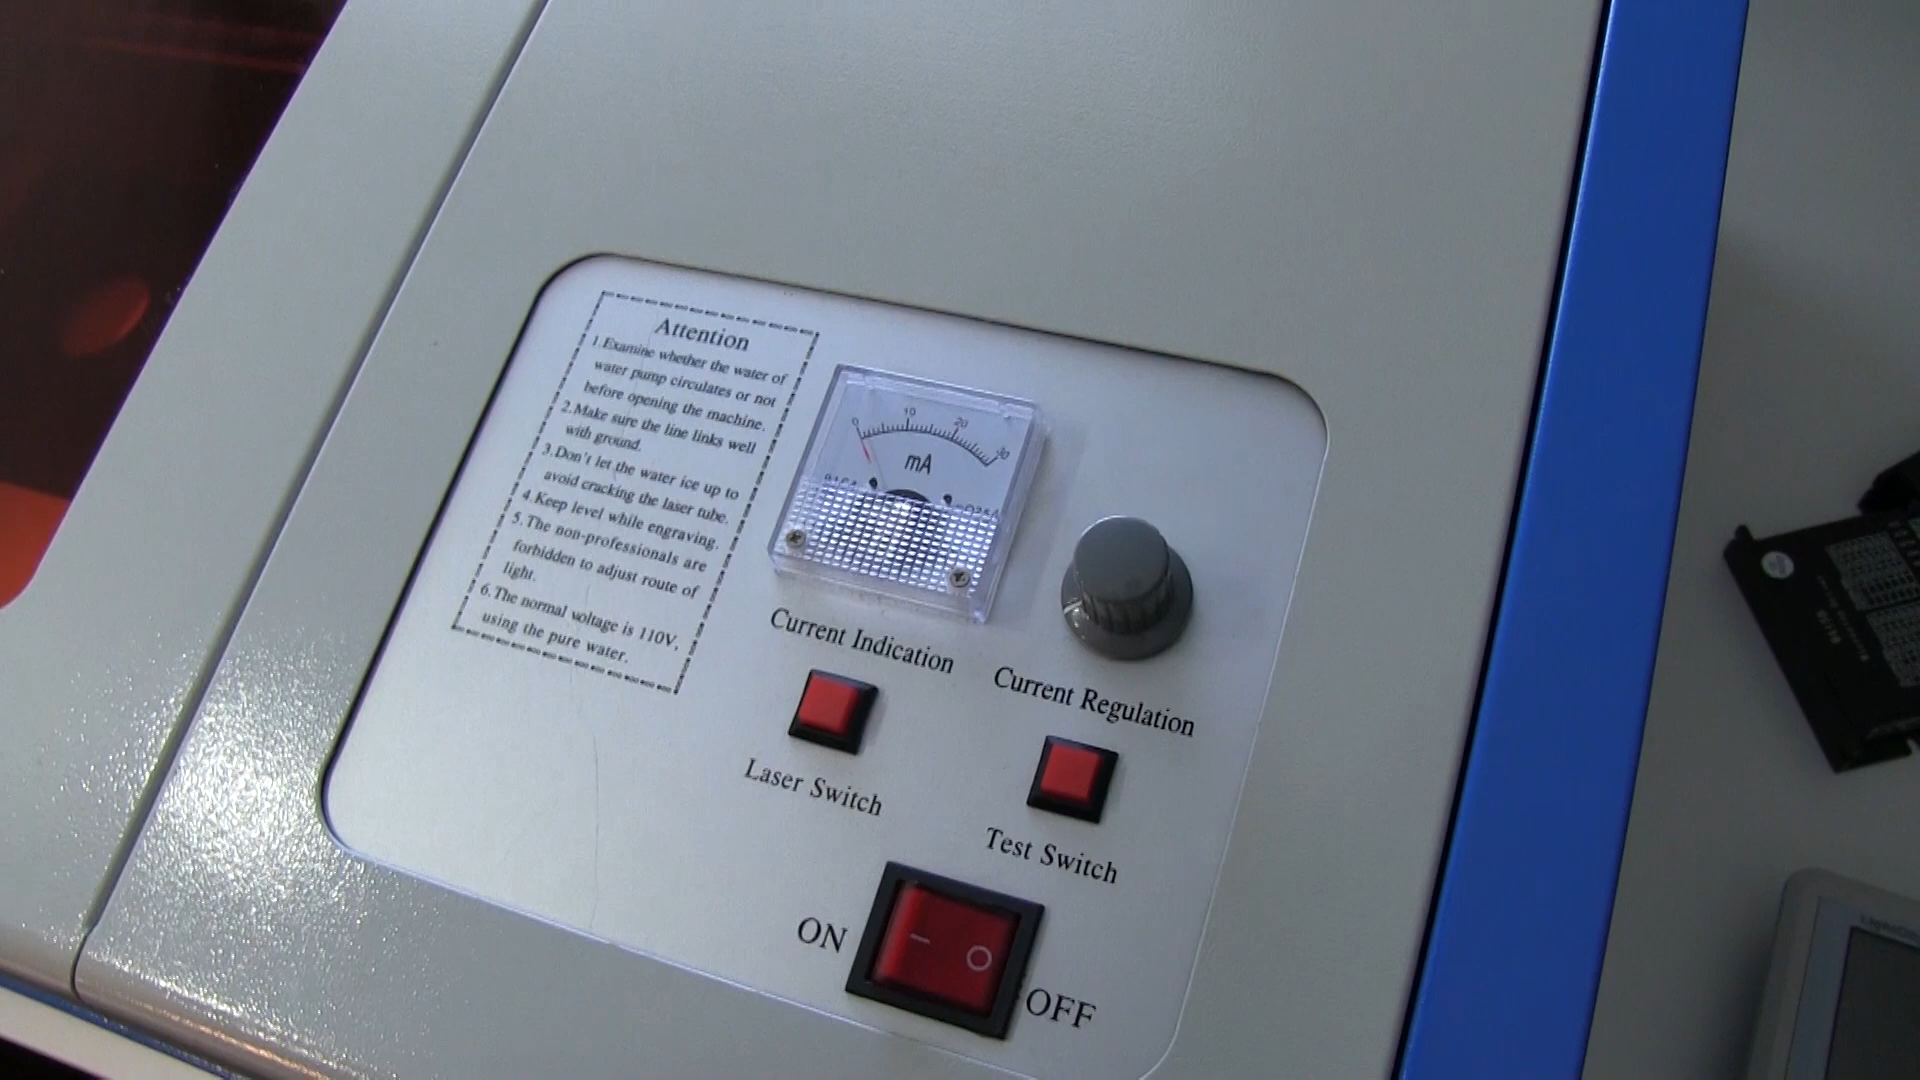 Attention
1.Examine whether the water of
water pump circulates or not
before opening the machine.
2.Make sure the line links well
with ground.
3.Don't let the water ice up to
avoid cracking the laser tube.
4.Keep level while engraving.
5.The non-professionals are
forbidden to adjust route of
light.
6.The normal voltage is 110V,
using the pure water.
0 10 20 30
mA
Current Indication
Current Regulation
Laser Switch
Test Switch
ON
OFF